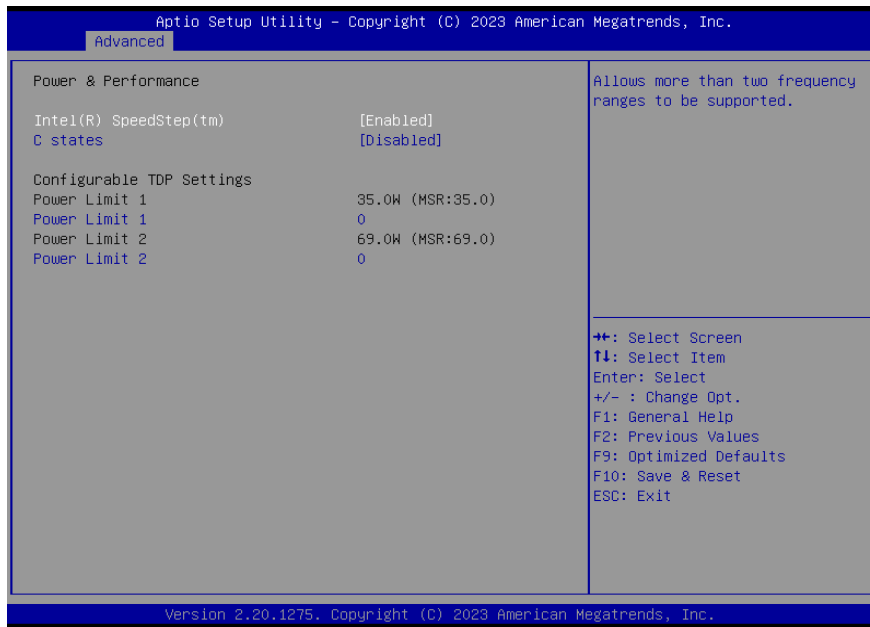 Aptio Setup Utility – Copyright (C) 2023 American Megatrends, Inc.
Advanced
Power & Performance
Intel(R) SpeedStep(tm) [Enabled]
C states [Disabled]
Configurable TDP Settings
Power Limit 1 35.0W (MSR:35.0)
Power Limit 1 0
Power Limit 2 69.0W (MSR:69.0)
Power Limit 2 0
Allows more than two frequency
ranges to be supported.
→←: Select Screen
↑↓: Select Item
Enter: Select
+/- : Change Opt.
F1: General Help
F2: Previous Values
F9: Optimized Defaults
F10: Save & Reset
ESC: Exit
Version 2.20.1275. Copyright (C) 2023 American Megatrends, Inc.